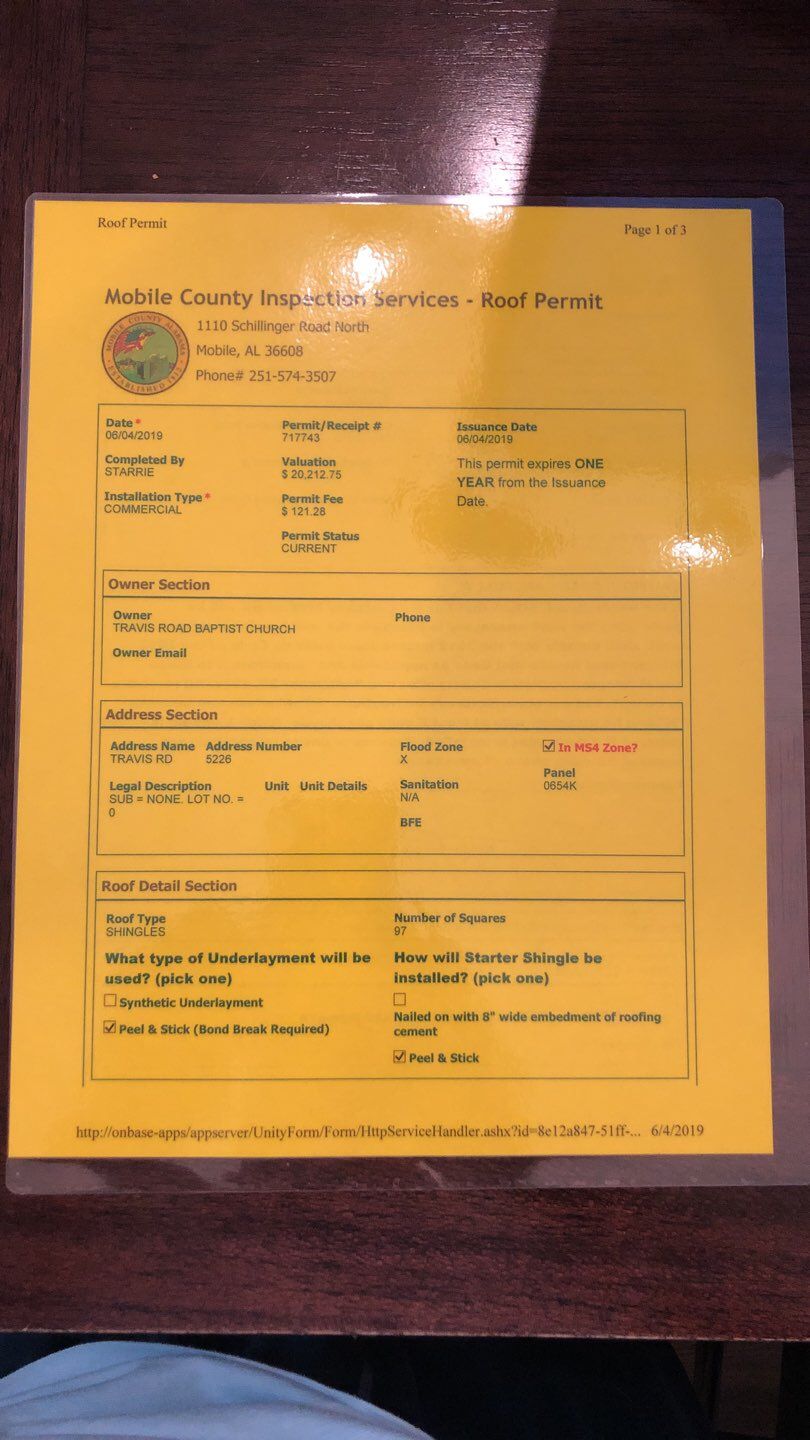 Roof Permit
Page 1 of 3
Mobile County Inspection Services - Roof Permit
MOBILE COUNTY ALABAMA
ESTABLISHED 1812
1110 Schillinger Road North
Mobile, AL 36608
Phone# 251-574-3507
Date*
06/04/2019
Completed By
STARRIE
Installation Type*
COMMERCIAL
Permit/Receipt #
717743
Valuation
$ 20,212.75
Permit Fee
$ 121.28
Permit Status
CURRENT
Issuance Date
06/04/2019
This permit expires ONE
YEAR from the Issuance
Date.
Owner Section
Owner
TRAVIS ROAD BAPTIST CHURCH
Phone
Owner Email
Address Section
Address Name Address Number
TRAVIS RD 5226
Legal Description Unit Unit Details
SUB = NONE. LOT NO. =
0
Flood Zone
X
Sanitation
N/A
BFE
In MS4 Zone?
Panel
0654K
Roof Detail Section
Roof Type
SHINGLES
Number of Squares
97
What type of Underlayment will be
used? (pick one)
Synthetic Underlayment
Peel & Stick (Bond Break Required)
How will Starter Shingle be
installed? (pick one)
Nailed on with 8" wide embedment of roofing
cement
Peel & Stick
http://onbase-apps/appserver/UnityForm/Form/HttpServiceHandler.ashx?id=8e12a847-51ff-... 6/4/2019